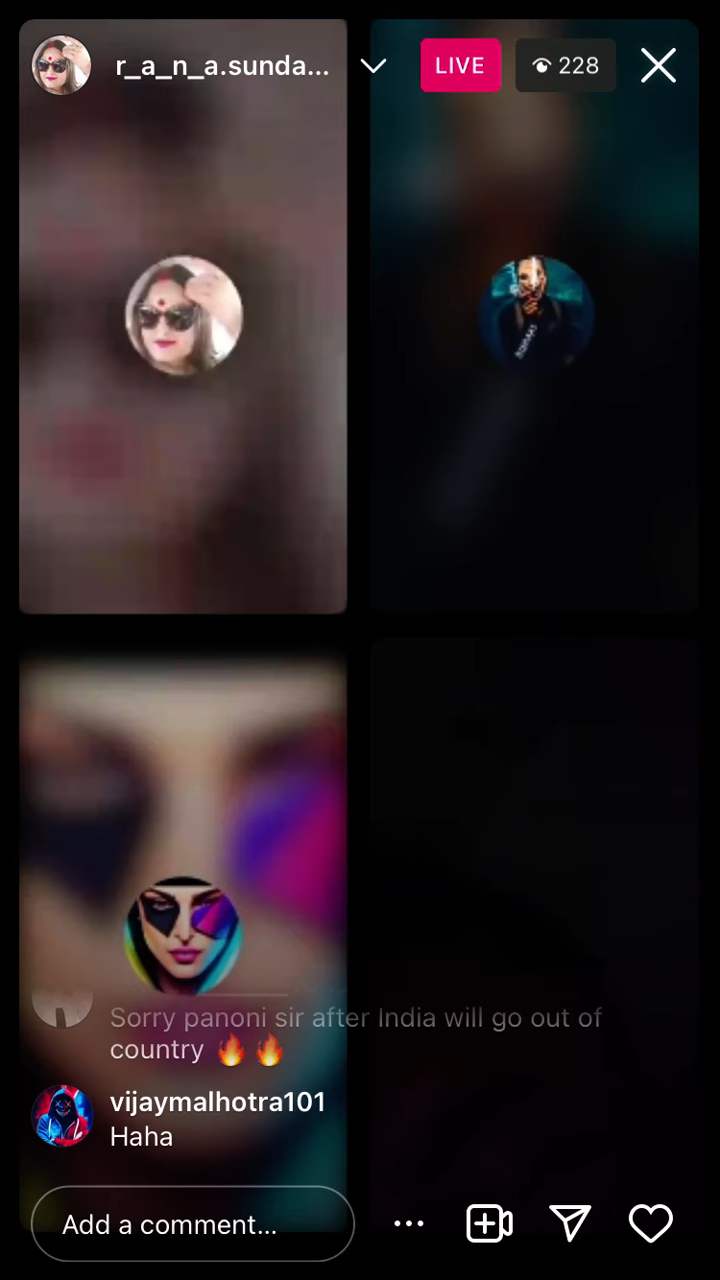 r_a_n_a.sunda...
LIVE
228
Sorry panoni sir after India will go out of
country 🔥 🔥
vijaymalhotra101
Haha
Add a comment...